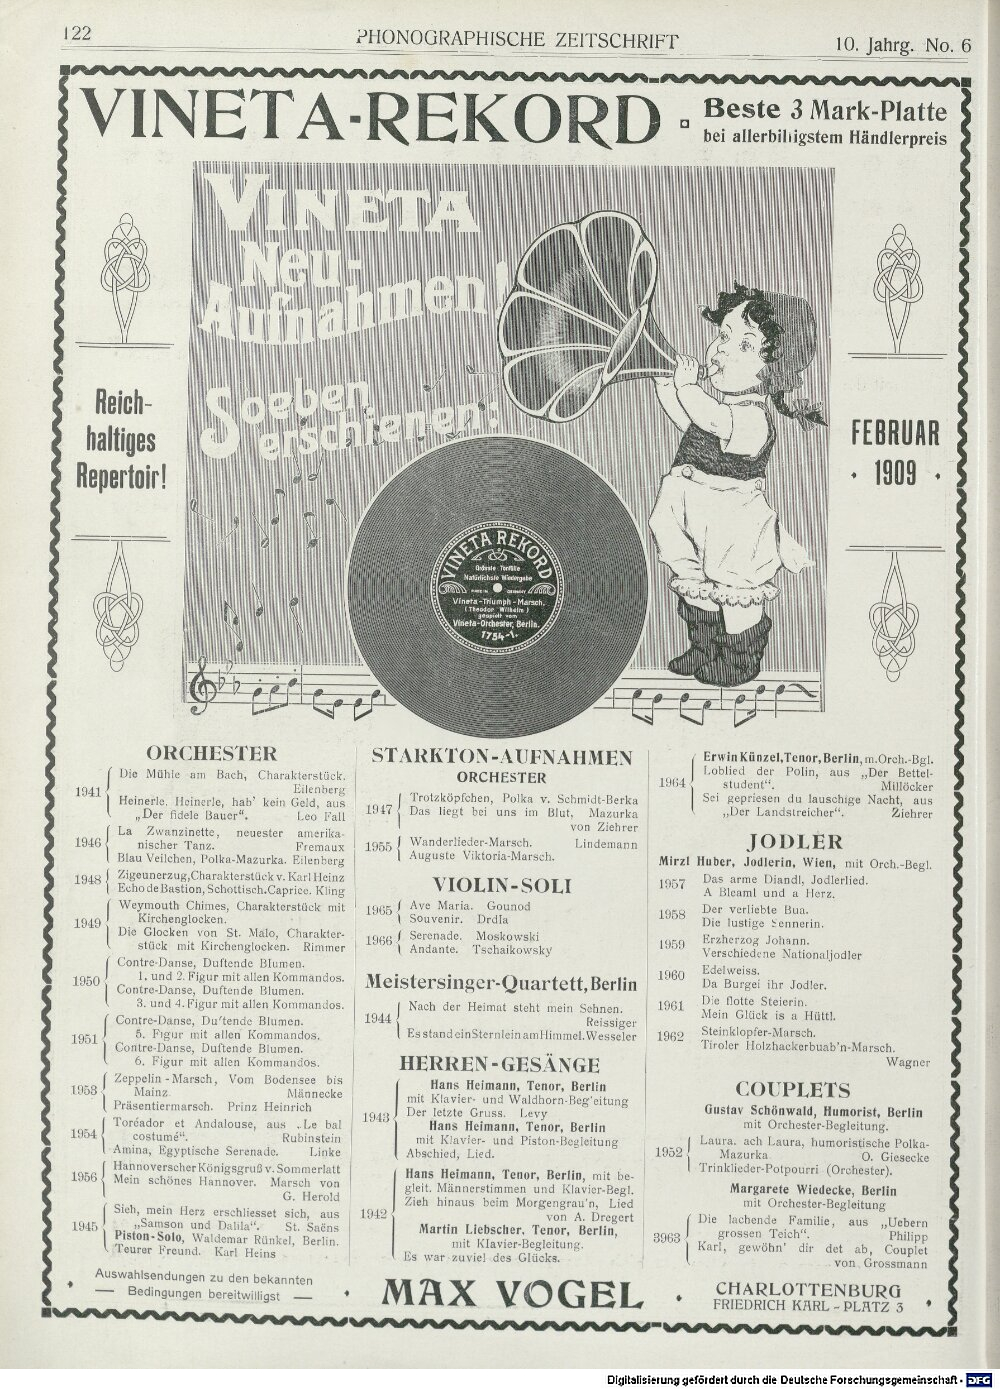 122
PHONOGRAPHISCHE ZEITSCHRIFT
10. Jahrg. No. 6
VINETA-REKORD
Beste 3 Mark-Platte
bei allerbilligstem Händlerpreis
VINETA
Neu-
Aufnahmen!
Soeben
erschienen:
Reich-
haltiges
Repertoir!
FEBRUAR
· 1909 ·
VINETA REKORD
Grösste Tonfülle
Natürlichste Wiedergabe
MADE IN GERMANY
Vineta-Triumph-Marsch.
(Theodor Wilhelm)
gespielt vom
Vineta-Orchester, Berlin.
1754-1.
ORCHESTER
1941 Die Mühle am Bach, Charakterstück.
Eilenberg
Heinerle, Heinerle, hab' kein Geld, aus
„Der fidele Bauer". Leo Fall
1946 La Zwanzinette, neuester amerika-
nischer Tanz. Fremaux
Blau Veilchen, Polka-Mazurka. Eilenberg
1948 Zigeunerzug, Charakterstück v. Karl Heinz
Echo de Bastion, Schottisch. Caprice. Kling
1949 Weymouth Chimes, Charakterstück mit
Kirchenglocken.
Die Glocken von St. Malo, Charakter-
stück mit Kirchenglocken. Rimmer
1950 Contre-Danse, Duftende Blumen.
1. und 2. Figur mit allen Kommandos.
Contre-Danse, Duftende Blumen.
3. und 4. Figur mit allen Kommandos.
1951 Contre-Danse, Duftende Blumen.
5. Figur mit allen Kommandos.
Contre-Danse, Duftende Blumen.
6. Figur mit allen Kommandos.
1953 Zeppelin-Marsch, Vom Bodensee bis
Mainz. Männecke
Präsentiermarsch. Prinz Heinrich
1954 Toréador et Andalouse, aus „Le bal
costumé". Rubinstein
Amina, Egyptische Serenade. Linke
1956 Hannoverscher Königsgruß v. Sommerlatt
Mein schönes Hannover. Marsch von
G. Herold
1945 Sieh, mein Herz erschliesset sich, aus
„Samson und Dalila". St. Saëns
Piston-Solo, Waldemar Rünkel, Berlin.
Teurer Freund. Karl Heins
STARKTON-AUFNAHMEN
ORCHESTER
1947 Trotzköpfchen, Polka v. Schmidt-Berka
Das liegt bei uns im Blut, Mazurka
von Ziehrer
1955 Wanderlieder-Marsch. Lindemann
Auguste Viktoria-Marsch.
VIOLIN-SOLI
1965 Ave Maria. Gounod
Souvenir. Drdla
1966 Serenade. Moskowski
Andante. Tschaikowsky
Meistersinger-Quartett, Berlin
1944 Nach der Heimat steht mein Sehnen.
Reissiger
Es stand ein Sternlein am Himmel. Wesseler
HERREN-GESÄNGE
Hans Heimann, Tenor, Berlin
mit Klavier- und Waldhorn-Begleitung
1943 Der letzte Gruss. Levy
Hans Heimann, Tenor, Berlin
mit Klavier- und Piston-Begleitung
Abschied, Lied.
Hans Heimann, Tenor, Berlin, mit be-
gleit. Männerstimmen und Klavier-Begl.
1942 Zieh hinaus beim Morgengrau'n, Lied
von A. Dregert
Martin Liebscher, Tenor, Berlin,
mit Klavier-Begleitung.
Es war zuviel des Glücks.
Erwin Künzel, Tenor, Berlin, m. Orch.-Bgl.
1964 Loblied der Polin, aus „Der Bettel-
student". Millöcker
Sei gepriesen du lauschige Nacht, aus
„Der Landstreicher". Ziehrer
JODLER
Mirzl Huber, Jodlerin, Wien, mit Orch.-Begl.
1957 Das arme Diandl, Jodlerlied.
A Bleaml und a Herz.
1958 Der verliebte Bua.
Die lustige Sennerin.
1959 Erzherzog Johann.
Verschiedene Nationaljodler
1960 Edelweiss.
Da Burgei ihr Jodler.
1961 Die flotte Steierin.
Mein Glück is a Hüttl.
1962 Steinklopfer-Marsch.
Tiroler Holzhackerbuab'n-Marsch.
Wagner
COUPLETS
Gustav Schönwald, Humorist, Berlin
mit Orchester-Begleitung.
1952 Laura, ach Laura, humoristische Polka-
Mazurka. O. Giesecke
Trinklieder-Potpourri (Orchester).
Margarete Wiedecke, Berlin
mit Orchester-Begleitung
3963 Die lachende Familie, aus „Uebern
grossen Teich". Philipp
Karl, gewöhn' dir det ab, Couplet
von Grossmann
Auswahlsendungen zu den bekannten
— Bedingungen bereitwilligst —
MAX VOGEL
CHARLOTTENBURG
FRIEDRICH KARL-PLATZ 3
Digitalisierung gefördert durch die Deutsche Forschungsgemeinschaft - DFG